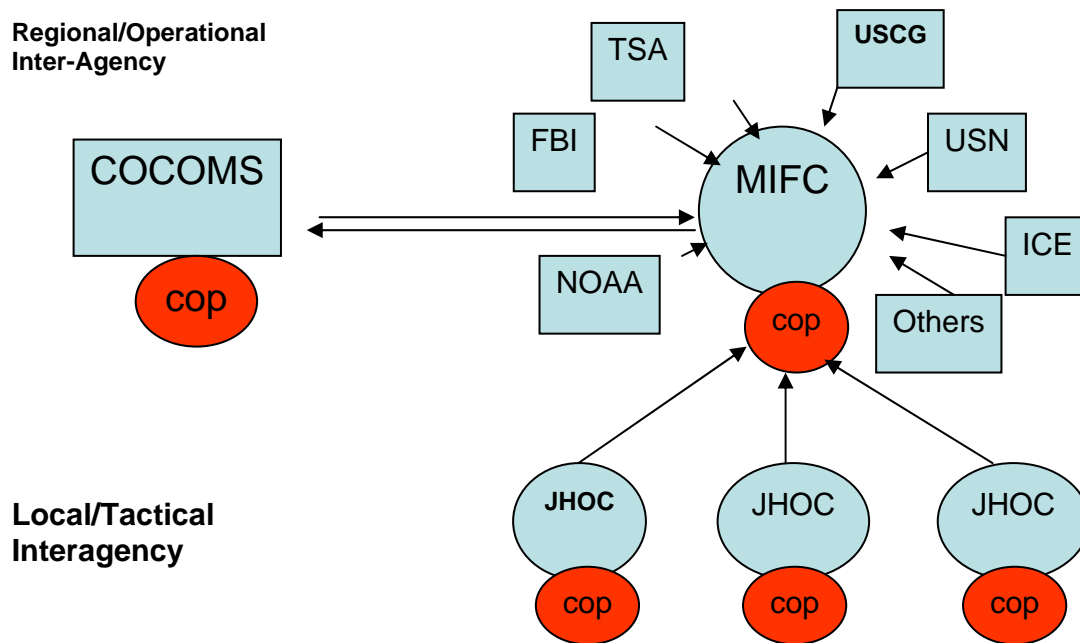 Regional/Operational
Inter-Agency
TSA
USCG
FBI
USN
COCOMS
MIFC
ICE
NOAA
cop
cop
Others
Local/Tactical
Interagency
JHOC
JHOC
JHOC
cop
cop
cop